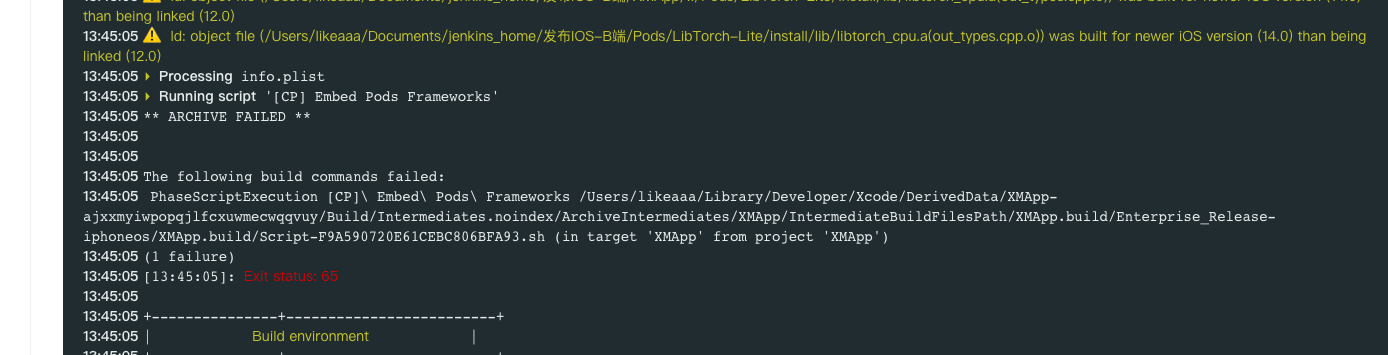 than being linked (12.0)
13:45:05 ⚠️ ld: object file (/Users/likeaaa/Documents/jenkins_home/发布IOS-B端/Pods/LibTorch-Lite/install/lib/libtorch_cpu.a(out_types.cpp.o)) was built for newer iOS version (14.0) than being
linked (12.0)
13:45:05 ▸ Processing info.plist
13:45:05 ▸ Running script '[CP] Embed Pods Frameworks'
13:45:05 ** ARCHIVE FAILED **
13:45:05
13:45:05
13:45:05 The following build commands failed:
13:45:05 PhaseScriptExecution [CP]\ Embed\ Pods\ Frameworks /Users/likeaaa/Library/Developer/Xcode/DerivedData/XMApp-
ajxxmyiwpopqjlfcxuwmecwqqvuy/Build/Intermediates.noindex/ArchiveIntermediates/XMApp/IntermediateBuildFilesPath/XMApp.build/Enterprise_Release-
iphoneos/XMApp.build/Script-F9A590720E61CEBC806BFA93.sh (in target 'XMApp' from project 'XMApp')
13:45:05 (1 failure)
13:45:05 [13:45:05]: Exit status: 65
13:45:05
13:45:05 +---------------+-------------------------+
13:45:05 | Build environment |